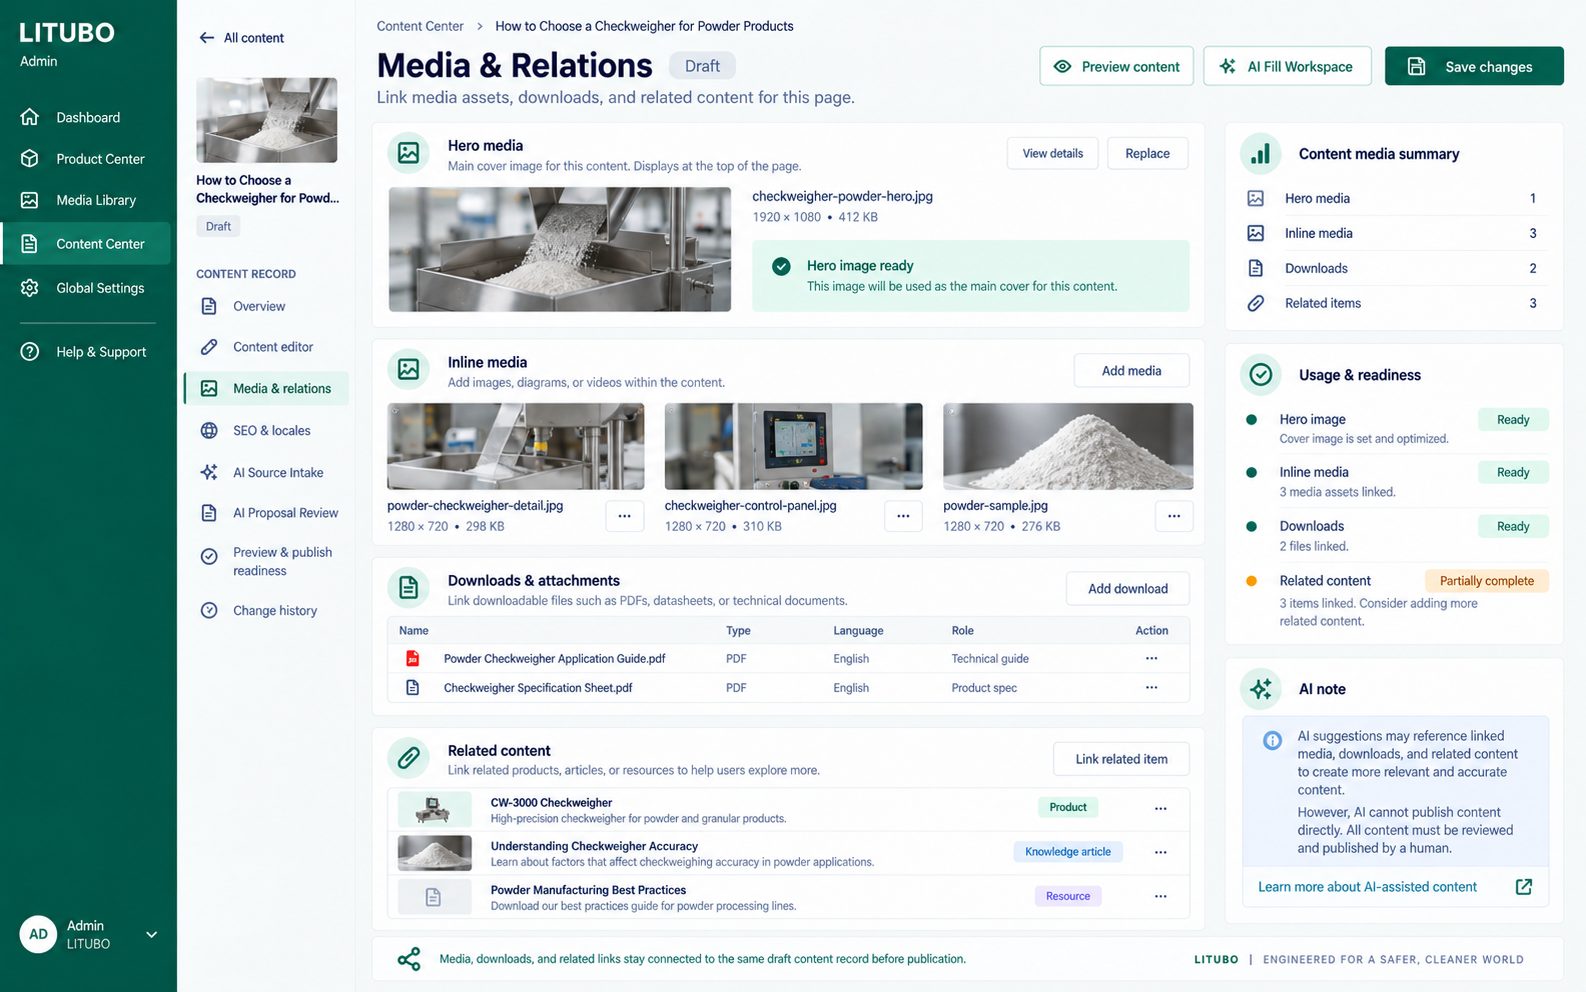 LITUBO
Admin
Dashboard
Product Center
Media Library
Content Center
Global Settings
Help & Support
AD
Admin
LITUBO
All content
How to Choose a
Checkweigher for Powd...
Draft
CONTENT RECORD
Overview
Content editor
Media & relations
SEO & locales
AI Source Intake
AI Proposal Review
Preview & publish
readiness
Change history
Content Center > How to Choose a Checkweigher for Powder Products
Media & Relations Draft
Link media assets, downloads, and related content for this page.
Preview content
AI Fill Workspace
Save changes
Hero media
Main cover image for this content. Displays at the top of the page.
View details
Replace
checkweigher-powder-hero.jpg
1920 × 1080 • 412 KB
Hero image ready
This image will be used as the main cover for this content.
Inline media
Add images, diagrams, or videos within the content.
Add media
powder-checkweigher-detail.jpg
1280 × 720 • 298 KB
...
checkweigher-control-panel.jpg
1280 × 720 • 310 KB
...
powder-sample.jpg
1280 × 720 • 276 KB
...
Downloads & attachments
Link downloadable files such as PDFs, datasheets, or technical documents.
Add download
Name Type Language Role Action
Powder Checkweigher Application Guide.pdf PDF English Technical guide ...
Checkweigher Specification Sheet.pdf PDF English Product spec ...
Related content
Link related products, articles, or resources to help users explore more.
Link related item
CW-3000 Checkweigher
High-precision checkweigher for powder and granular products.
Product ...
Understanding Checkweigher Accuracy
Learn about factors that affect checkweighing accuracy in powder applications.
Knowledge article ...
Powder Manufacturing Best Practices
Download our best practices guide for powder processing lines.
Resource ...
Content media summary
Hero media 1
Inline media 3
Downloads 2
Related items 3
Usage & readiness
Hero image Ready
Cover image is set and optimized.
Inline media Ready
3 media assets linked.
Downloads Ready
2 files linked.
Related content Partially complete
3 items linked. Consider adding more
related content.
AI note
AI suggestions may reference linked
media, downloads, and related content
to create more relevant and accurate
content.
However, AI cannot publish content
directly. All content must be reviewed
and published by a human.
Learn more about AI-assisted content
Media, downloads, and related links stay connected to the same draft content record before publication.
LITUBO | ENGINEERED FOR A SAFER, CLEANER WORLD